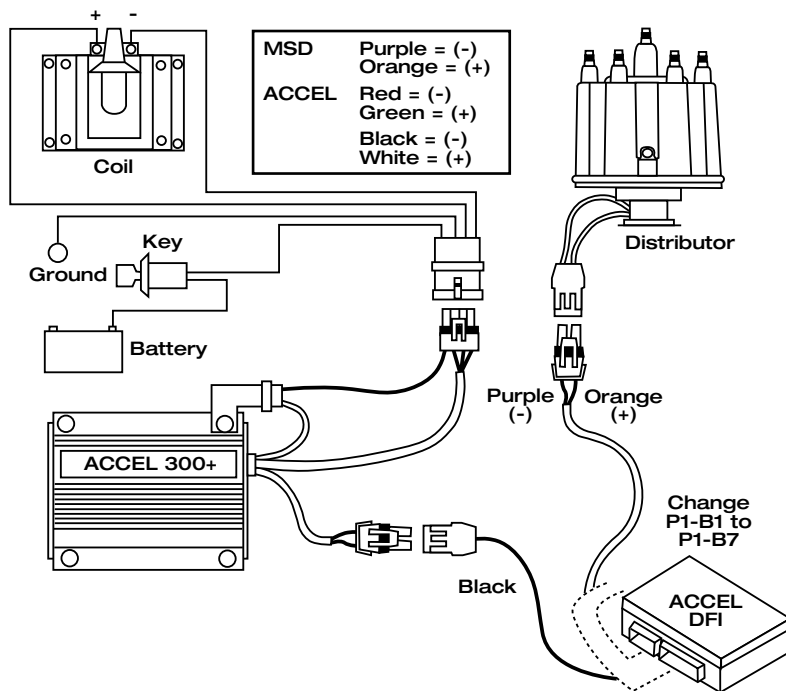 + -
Coil
MSD Purple = (-)
Orange = (+)
ACCEL Red = (-)
Green = (+)
Black = (-)
White = (+)
Distributor
Key
Ground
Battery
Purple
(-)
Orange
(+)
ACCEL 300+
Change
P1-B1 to
P1-B7
Black
ACCEL
DFI